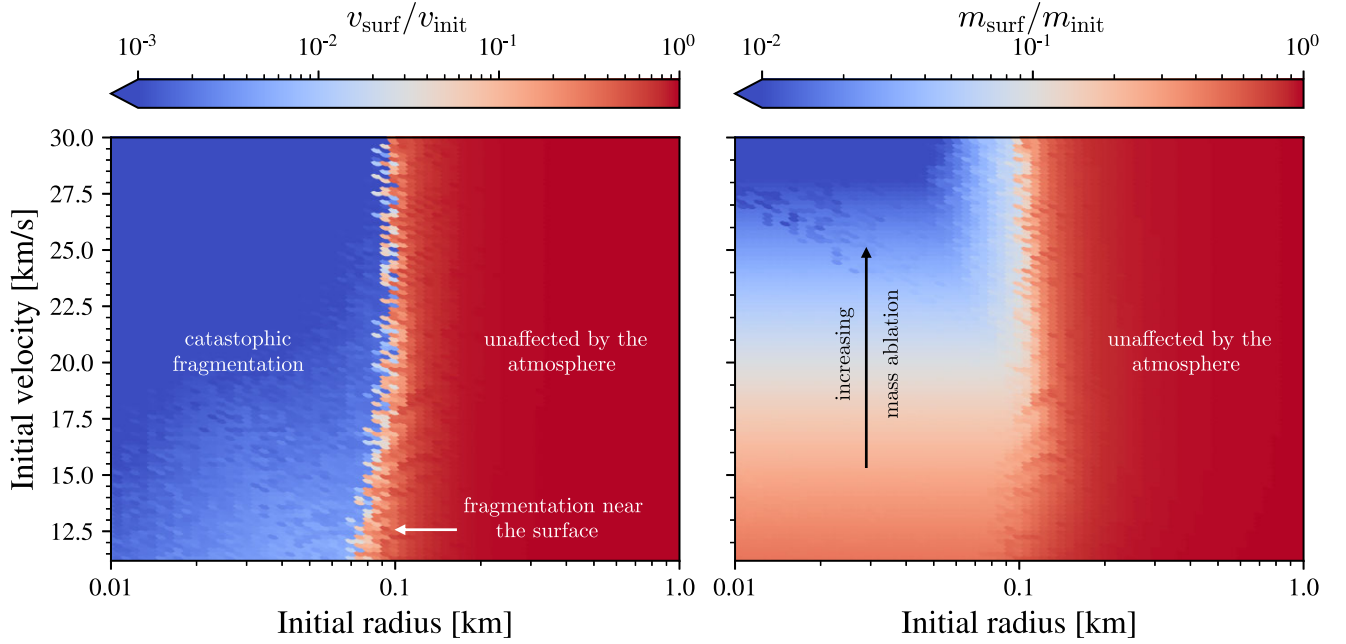 v_surf/v_init
10^-3 10^-2 10^-1 10^0
30.0
27.5
25.0
22.5
20.0
17.5
15.0
12.5
Initial velocity [km/s]
catastophic
fragmentation
unaffected by the
atmosphere
fragmentation near
the surface
0.01 0.1 1.0
Initial radius [km]
m_surf/m_init
10^-2 10^-1 10^0
increasing
mass ablation
unaffected by the
atmosphere
0.01 0.1 1.0
Initial radius [km]